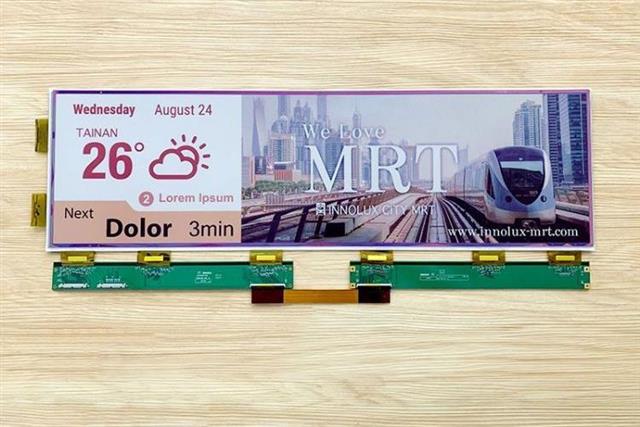 Wednesday August 24
TAINAN
26°
2 Lorem Ipsum
Next Dolor 3min
We Love
MRT
INNOLUX CITY MRT
www.innolux-mrt.com